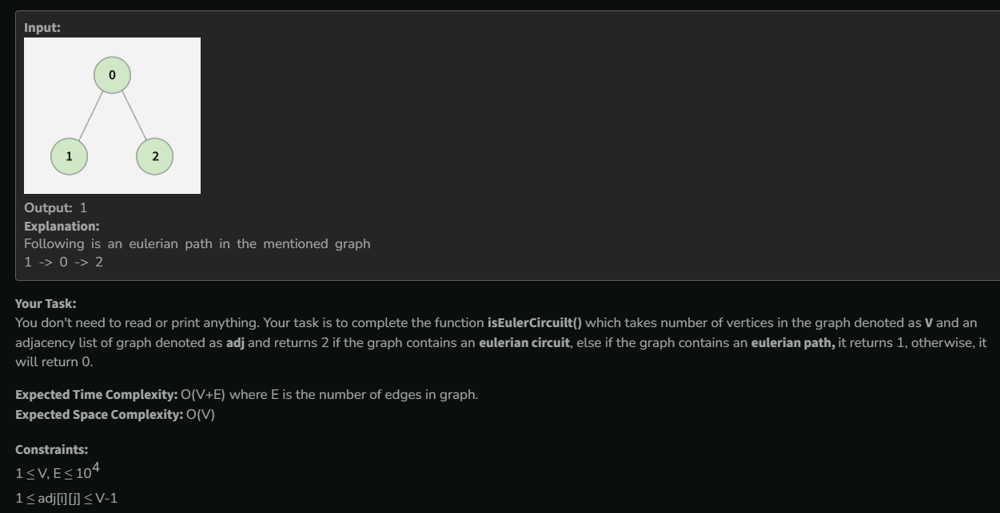 Input:
0
1 2
Output: 1
Explanation:
Following is an eulerian path in the mentioned graph
1 -> 0 -> 2
Your Task:
You don't need to read or print anything. Your task is to complete the function isEulerCircuilt() which takes number of vertices in the graph denoted as V and an
adjacency list of graph denoted as adj and returns 2 if the graph contains an eulerian circuit, else if the graph contains an eulerian path, it returns 1, otherwise, it
will return 0.
Expected Time Complexity: O(V+E) where E is the number of edges in graph.
Expected Space Complexity: O(V)
Constraints:
1 ≤ V, E ≤ 10^4
1 ≤ adj[i][j] ≤ V-1